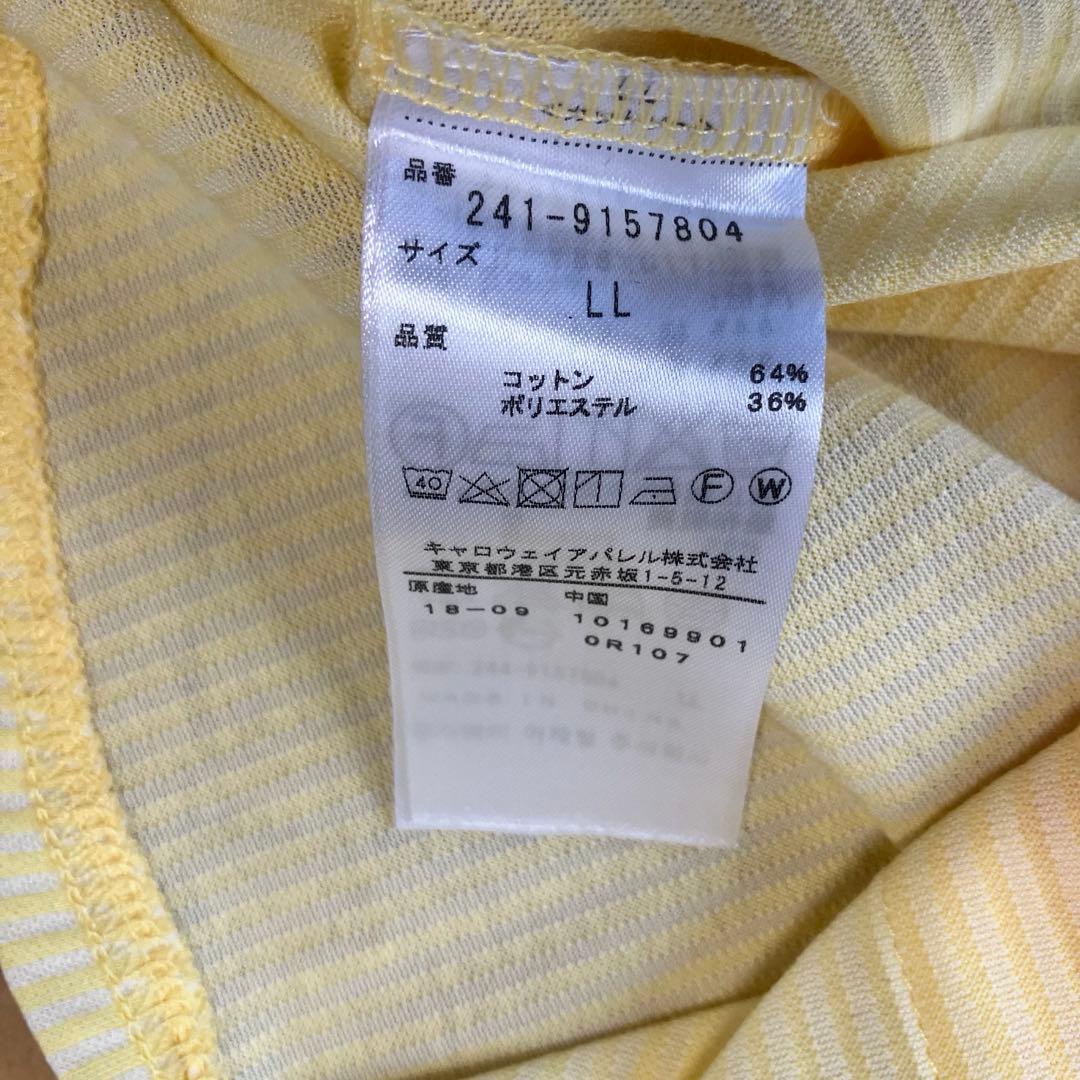 品番
241-9157804
サイズ
LL
品質
コットン 64%
ポリエステル 36%
40 F W
キャロウェイアパレル株式会社
東京都港区元赤坂1-5-12
原産地 中国
18-09 10169901
0R107